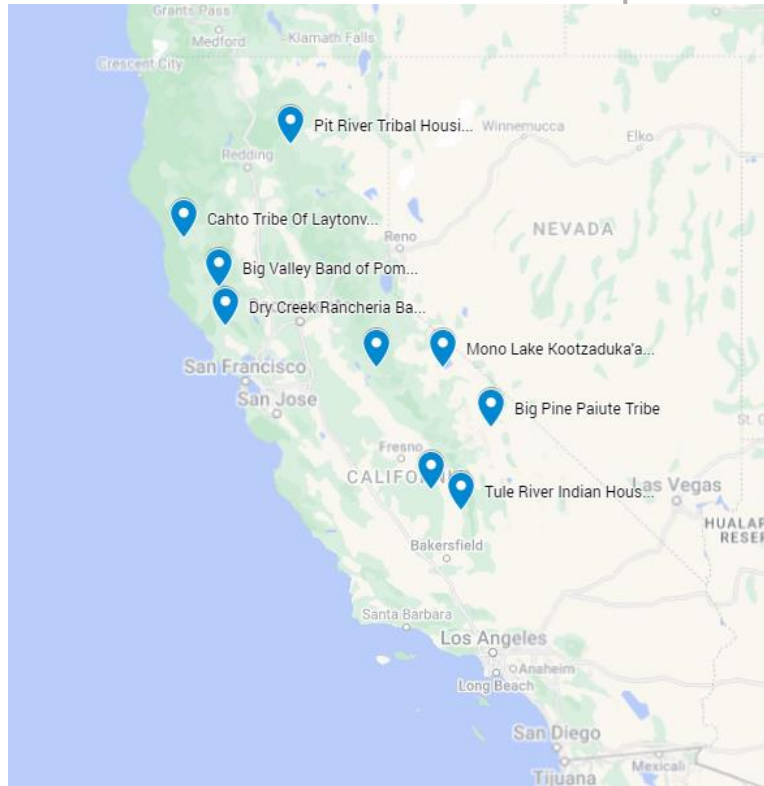 Grants Pass
Medford
Klamath Falls
Crescent City
Pit River Tribal Housi...
Winnemucca
Elko
Redding
Cahto Tribe Of Laytonv...
NEVADA
Reno
Big Valley Band of Pom...
Dry Creek Rancheria Ba...
Mono Lake Kootzaduka'a...
San Francisco
San Jose
Big Pine Paiute Tribe
St. G
Fresno
CALIFO
Tule River Indian Hous...
Las Vegas
HUALAP
RESER
Bakersfield
Santa Barbara
Los Angeles
Anaheim
Long Beach
San Diego
Mexicali
Tijuana